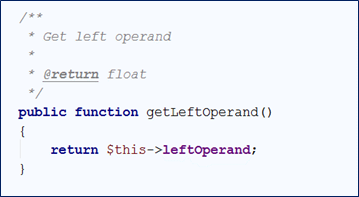 /**
 * Get left operand
 *
 * @return float
 */
public function getLeftOperand()
{
    return $this->leftOperand;
}